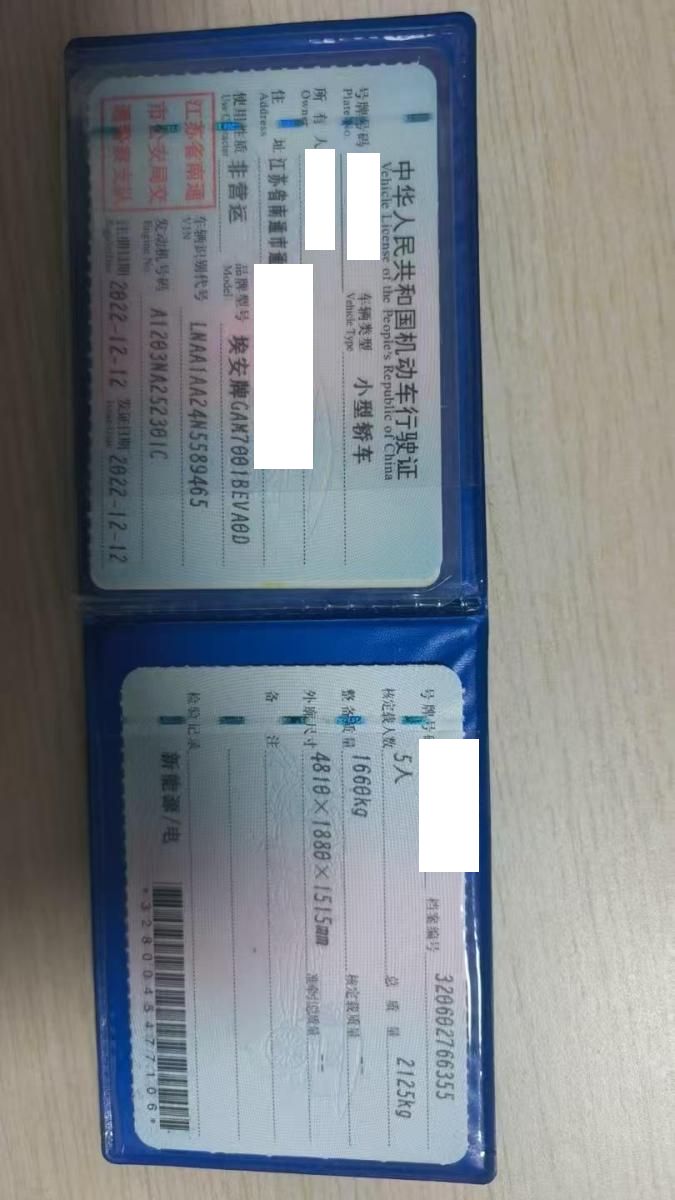 中华人民共和国机动车行驶证
Vehicle License of the People's Republic of China
号牌号码
Plate No.
车辆类型 小型轿车
Vehicle Type
所有人
Owner
住址 江苏省南通市通
Address
使用性质 非营运
Use Character
品牌型号 埃安牌GAM7001BEVA0D
Model
江苏省南通
市公安局交
通警察支队
车辆识别代号 LNAA1AA24N5589465
VIN
发动机号码 A1203NA252301C
Engine No.
注册日期 2022-12-12 发证日期 2022-12-12
Register Date Issue Date
号牌号
档案编号 320602766355
核定载人数 5人
总质量 2125kg
整备质量 1660kg
核定载质量 --
外廓尺寸 4810×1880×1515mm
准牵引总质量 --
备注
检验记录
新能源/电
*3280045477106*